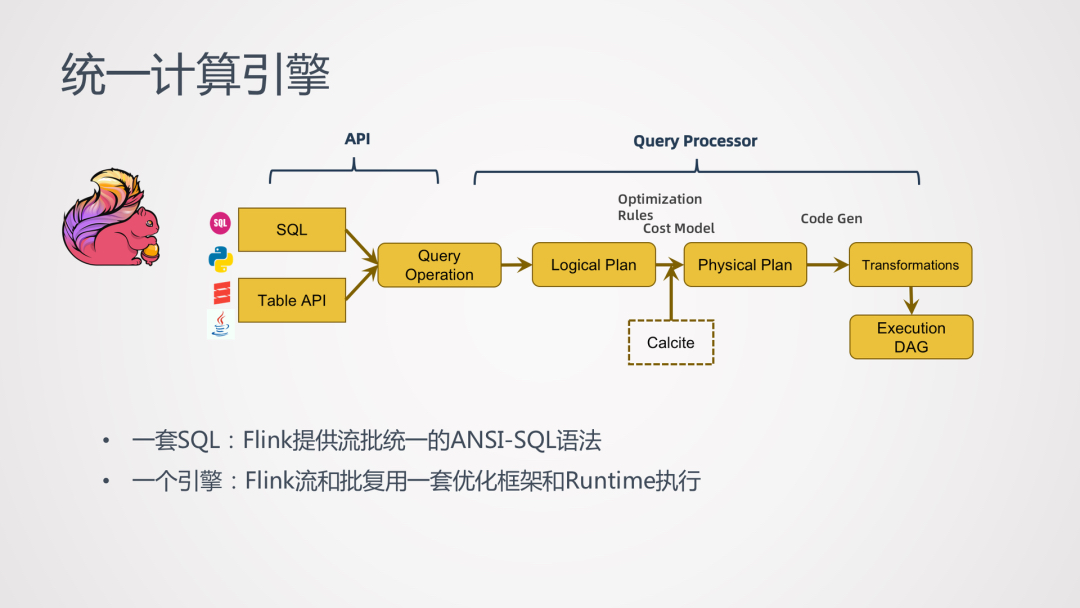 统一计算引擎
API
Query Processor
Optimization
Rules
Cost Model
Code Gen
SQL
SQL
Query
Operation
Logical Plan
Physical Plan
Transformations
Table API
Calcite
Execution
DAG
• 一套SQL：Flink提供流批统一的ANSI-SQL语法
• 一个引擎：Flink流和批复用一套优化框架和Runtime执行